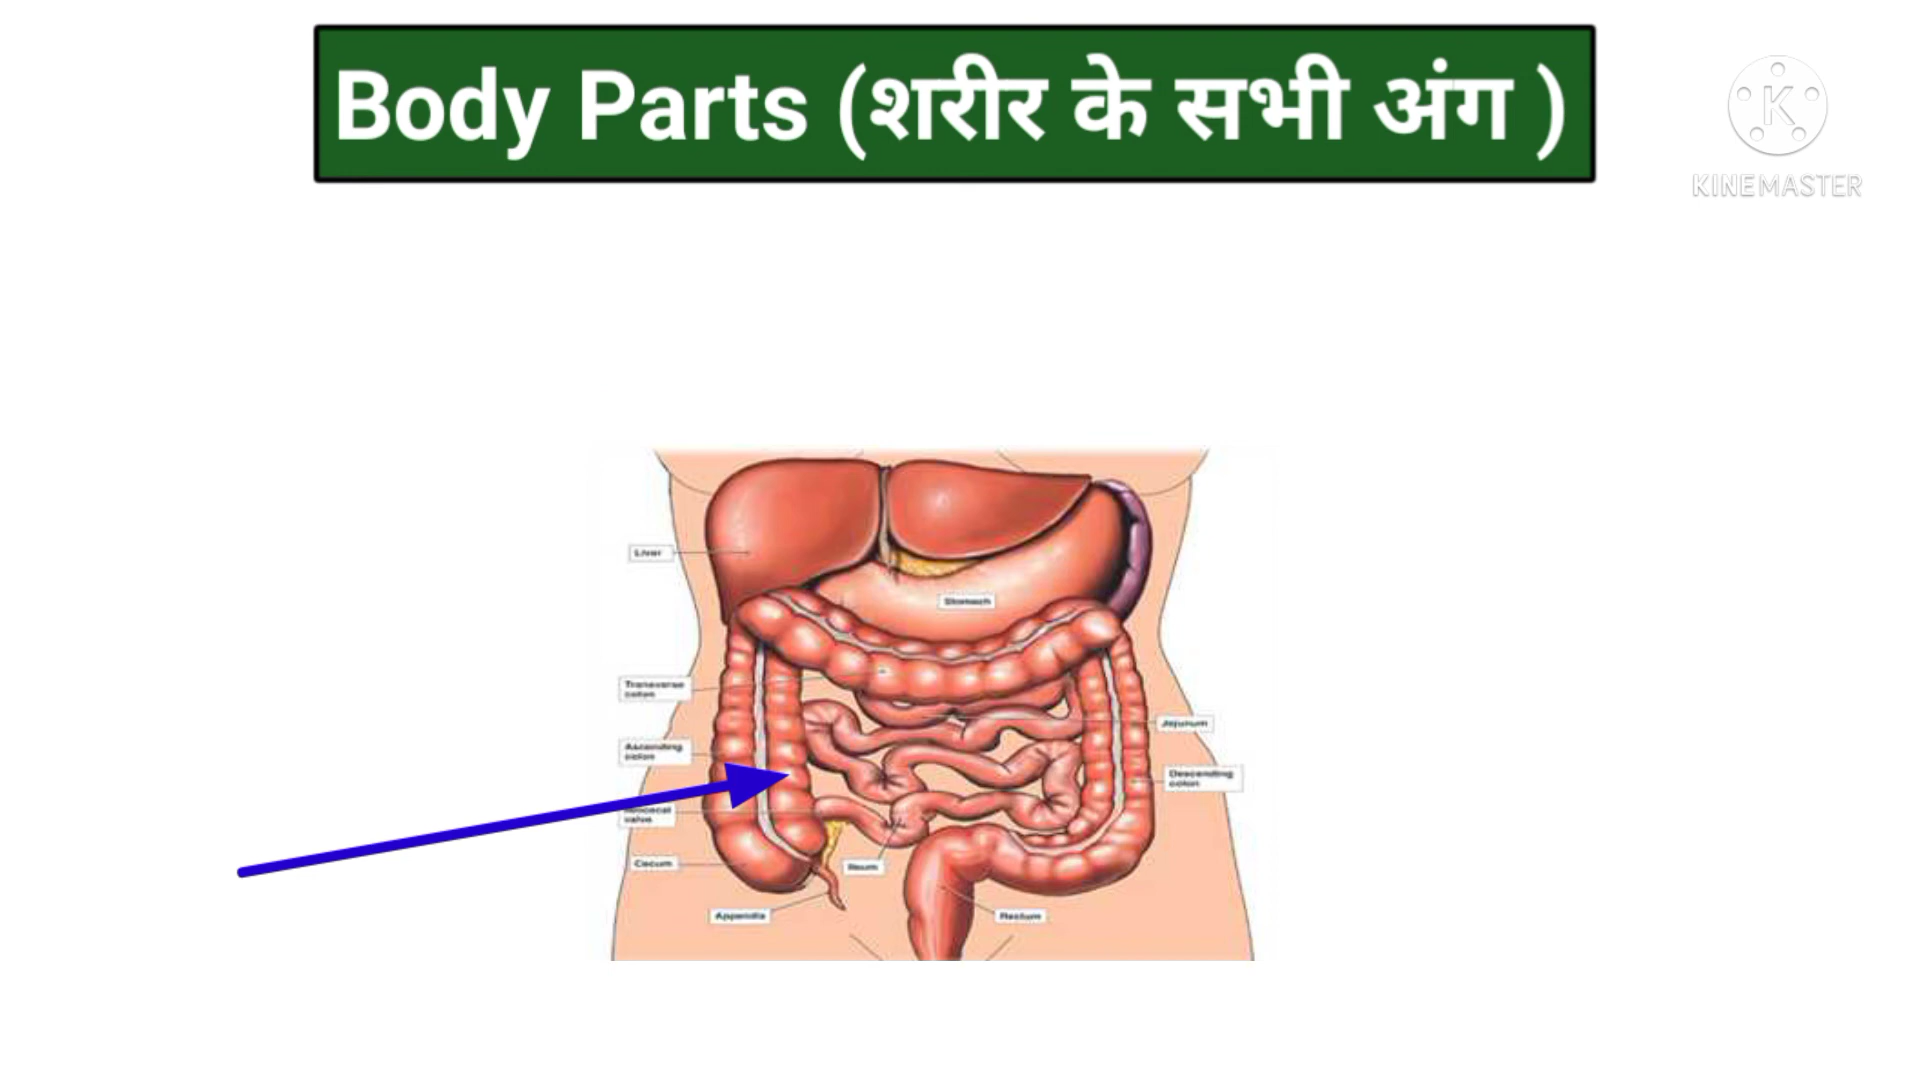 Body Parts (शरीर के सभी अंग )
KINEMASTER
Liver
Stomach
Transverse
colon
Jejunum
Ascending
colon
Descending
colon
valve
Cecum
Ileum
Appendix
Rectum